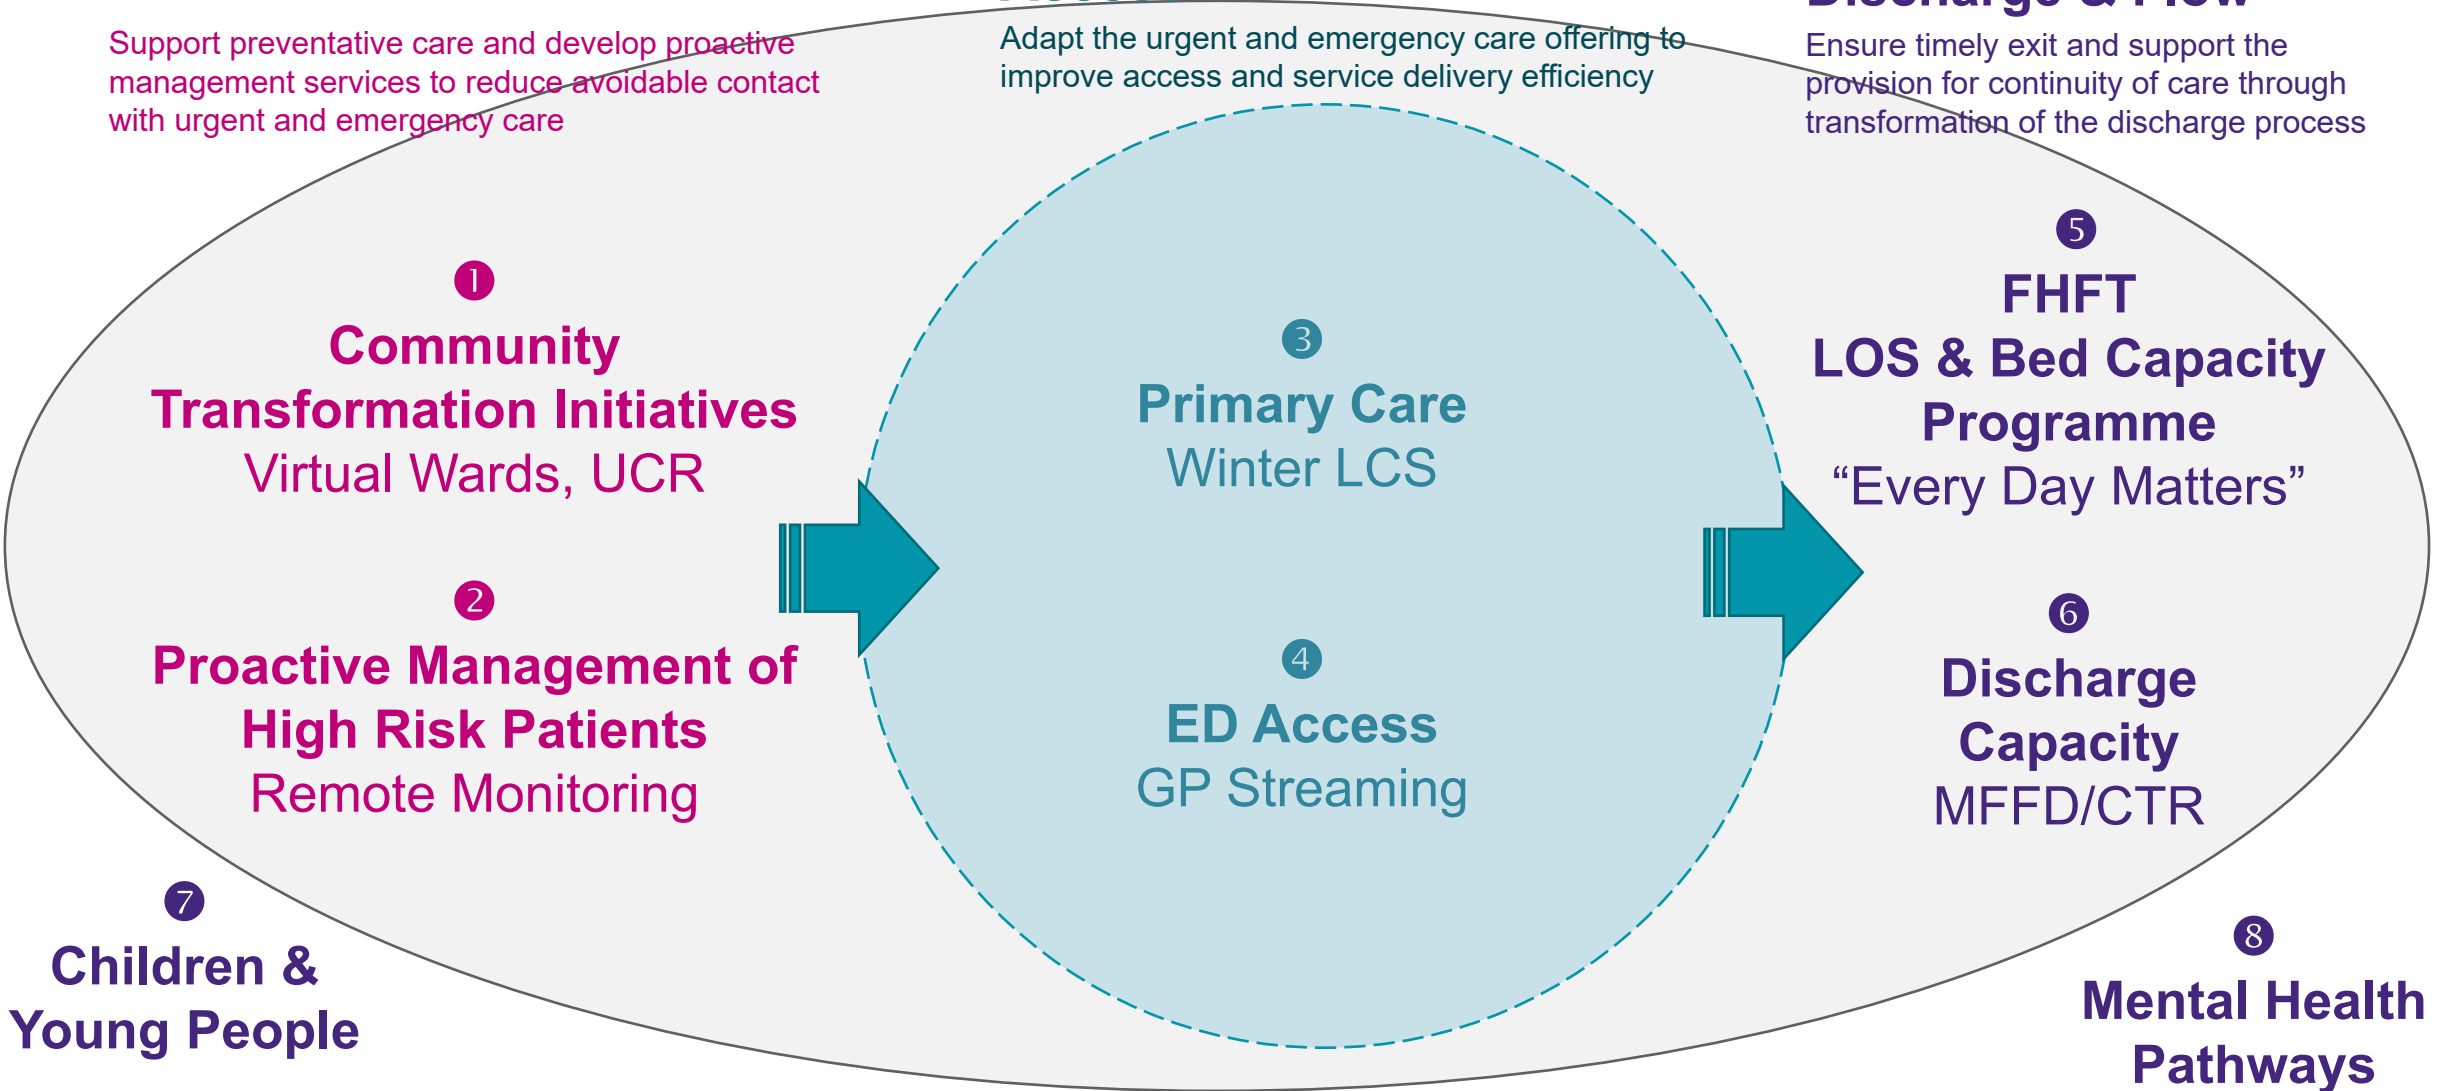 Discharge & Flow
Support preventative care and develop proactive
management services to reduce avoidable contact
with urgent and emergency care
Adapt the urgent and emergency care offering to
improve access and service delivery efficiency
Ensure timely exit and support the
provision for continuity of care through
transformation of the discharge process
1
Community
Transformation Initiatives
Virtual Wards, UCR
2
Proactive Management of
High Risk Patients
Remote Monitoring
3
Primary Care
Winter LCS
4
ED Access
GP Streaming
5
FHFT
LOS & Bed Capacity
Programme
“Every Day Matters”
6
Discharge
Capacity
MFFD/CTR
7
Children &
Young People
8
Mental Health
Pathways